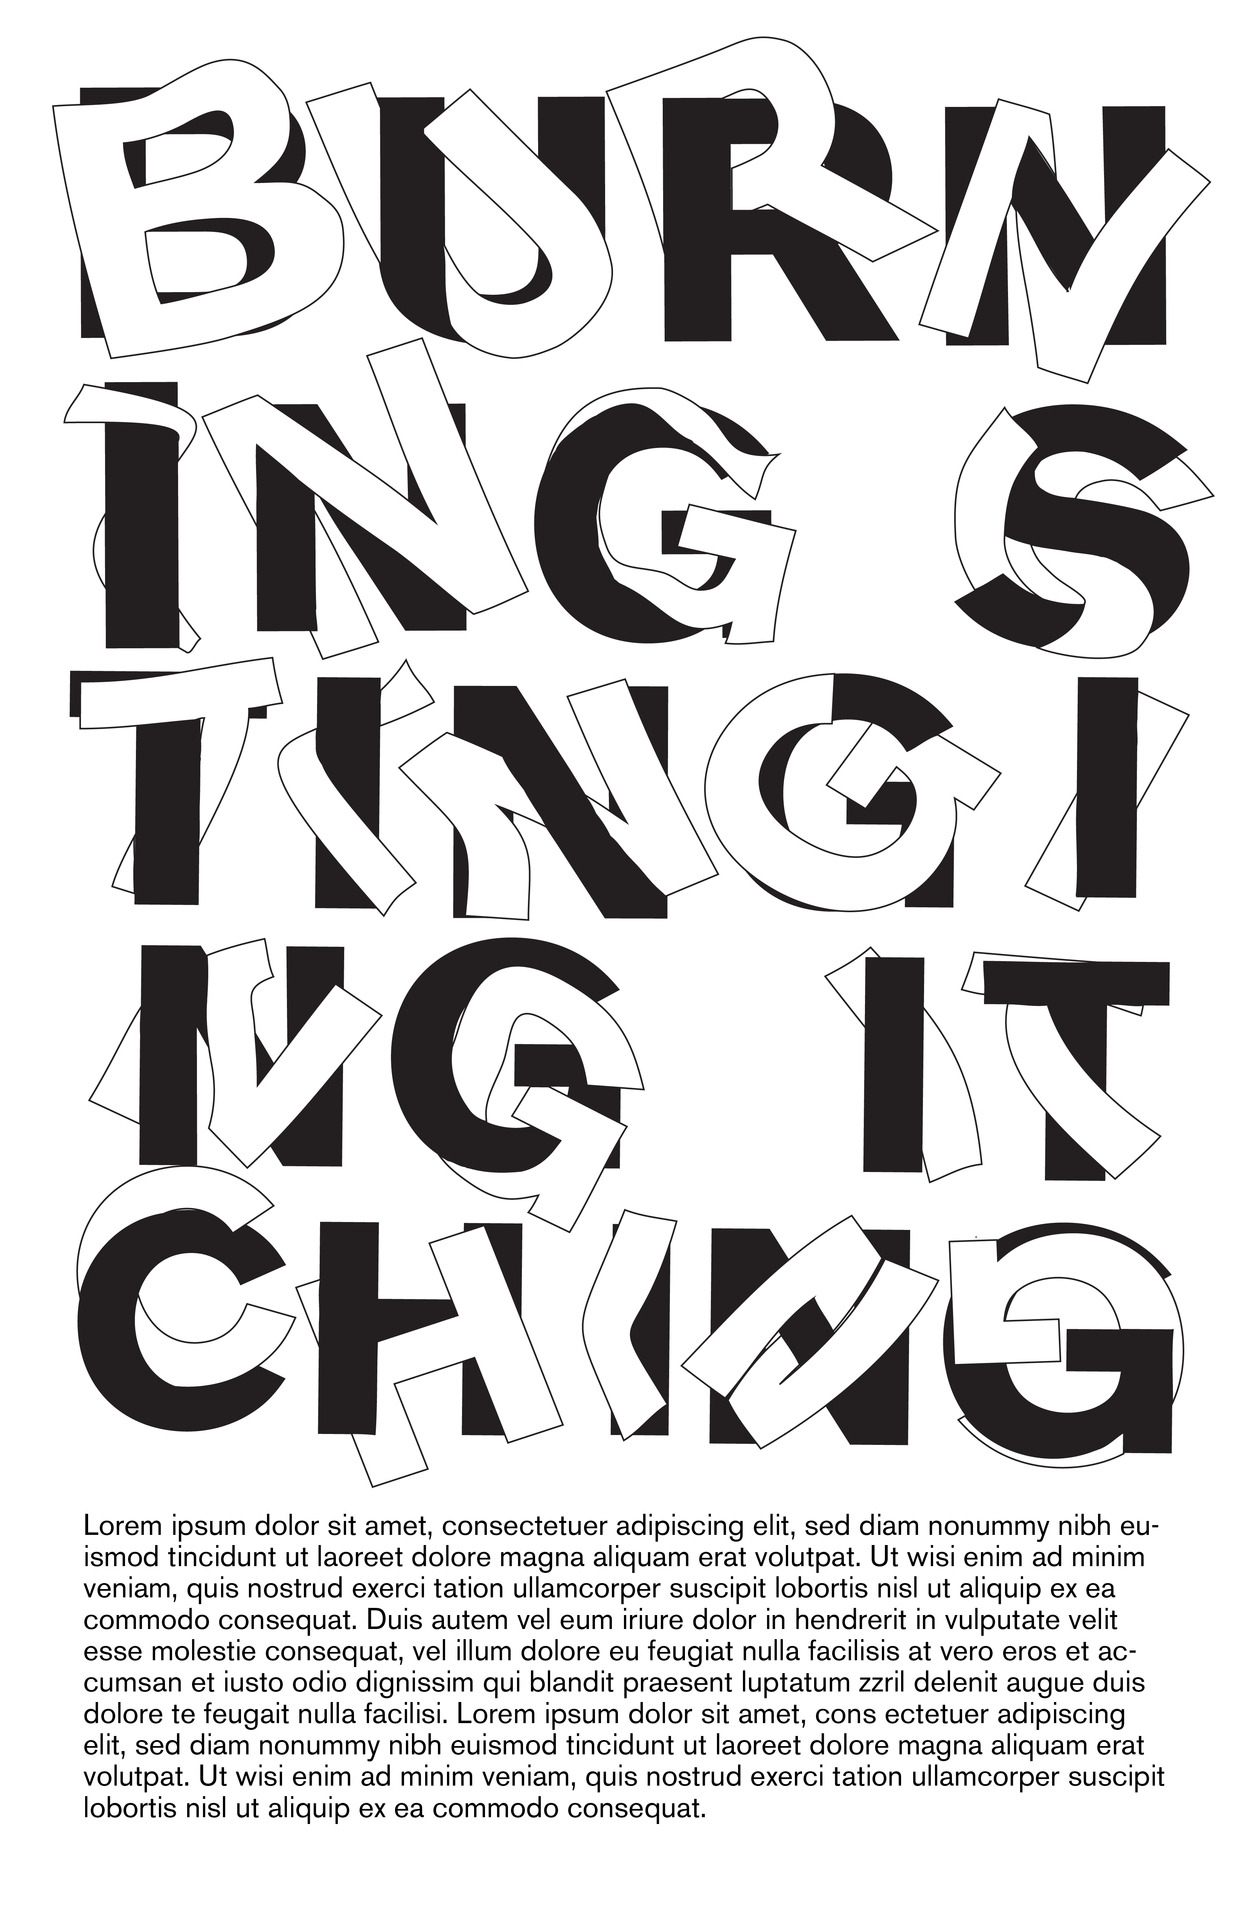 BURN
ING S
TINGI
NG IT
CHING
Lorem ipsum dolor sit amet, consectetuer adipiscing elit, sed diam nonummy nibh eu-
ismod tincidunt ut laoreet dolore magna aliquam erat volutpat. Ut wisi enim ad minim
veniam, quis nostrud exerci tation ullamcorper suscipit lobortis nisl ut aliquip ex ea
commodo consequat. Duis autem vel eum iriure dolor in hendrerit in vulputate velit
esse molestie consequat, vel illum dolore eu feugiat nulla facilisis at vero eros et ac-
cumsan et iusto odio dignissim qui blandit praesent luptatum zzril delenit augue duis
dolore te feugait nulla facilisi. Lorem ipsum dolor sit amet, cons ectetuer adipiscing
elit, sed diam nonummy nibh euismod tincidunt ut laoreet dolore magna aliquam erat
volutpat. Ut wisi enim ad minim veniam, quis nostrud exerci tation ullamcorper suscipit
lobortis nisl ut aliquip ex ea commodo consequat.